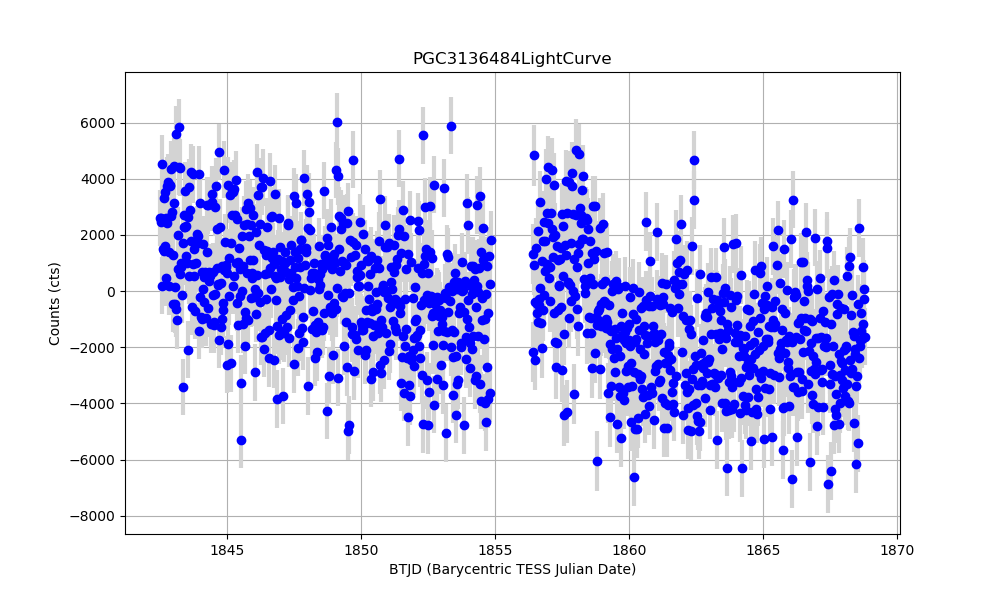 PGC3136484LightCurve
6000
4000
2000
0
−2000
−4000
−6000
−8000
Counts (cts)
1845 1850 1855 1860 1865 1870
BTJD (Barycentric TESS Julian Date)